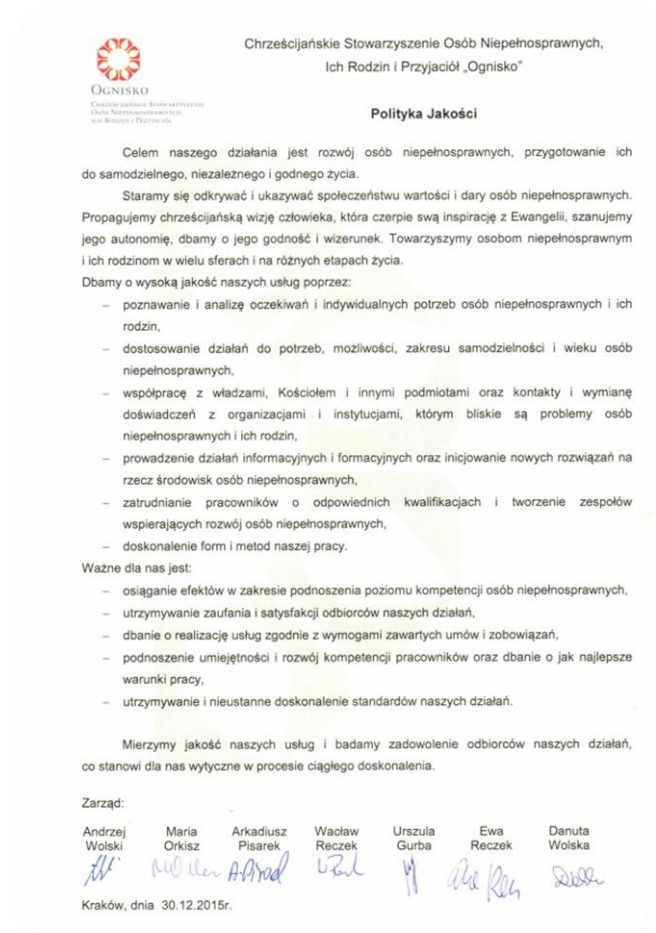 Chrześcijańskie Stowarzyszenie Osób Niepełnosprawnych,
Ich Rodzin i Przyjaciół „Ognisko"
OGNISKO
CHRZEŚCIJAŃSKIE STOWARZYSZENIE
OSÓB NIEPEŁNOSPRAWNYCH,
ICH RODZIN I PRZYJACIÓŁ
Polityka Jakości
Celem naszego działania jest rozwój osób niepełnosprawnych, przygotowanie ich
do samodzielnego, niezależnego i godnego życia.
Staramy się odkrywać i ukazywać społeczeństwu wartości i dary osób niepełnosprawnych.
Propagujemy chrześcijańską wizję człowieka, która czerpie swą inspirację z Ewangelii, szanujemy
jego autonomię, dbamy o jego godność i wizerunek. Towarzyszymy osobom niepełnosprawnym
i ich rodzinom w wielu sferach i na różnych etapach życia.
Dbamy o wysoką jakość naszych usług poprzez:
– poznawanie i analizę oczekiwań i indywidualnych potrzeb osób niepełnosprawnych i ich
rodzin,
– dostosowanie działań do potrzeb, możliwości, zakresu samodzielności i wieku osób
niepełnosprawnych,
– współpracę z władzami, Kościołem i innymi podmiotami oraz kontakty i wymianę
doświadczeń z organizacjami i instytucjami, którym bliskie są problemy osób
niepełnosprawnych i ich rodzin,
– prowadzenie działań informacyjnych i formacyjnych oraz inicjowanie nowych rozwiązań na
rzecz środowisk osób niepełnosprawnych,
– zatrudnianie pracowników o odpowiednich kwalifikacjach i tworzenie zespołów
wspierających rozwój osób niepełnosprawnych,
– doskonalenie form i metod naszej pracy.
Ważne dla nas jest:
– osiąganie efektów w zakresie podnoszenia poziomu kompetencji osób niepełnosprawnych,
– utrzymywanie zaufania i satysfakcji odbiorców naszych działań,
– dbanie o realizację usług zgodnie z wymogami zawartych umów i zobowiązań,
– podnoszenie umiejętności i rozwój kompetencji pracowników oraz dbanie o jak najlepsze
warunki pracy,
– utrzymywanie i nieustanne doskonalenie standardów naszych działań.
Mierzymy jakość naszych usług i badamy zadowolenie odbiorców naszych działań,
co stanowi dla nas wytyczne w procesie ciągłego doskonalenia.
Zarząd:
Andrzej Maria Arkadiusz Wacław Urszula Ewa Danuta
Wolski Orkisz Pisarek Reczek Gurba Reczek Wolska
Kraków, dnia 30.12.2015r.